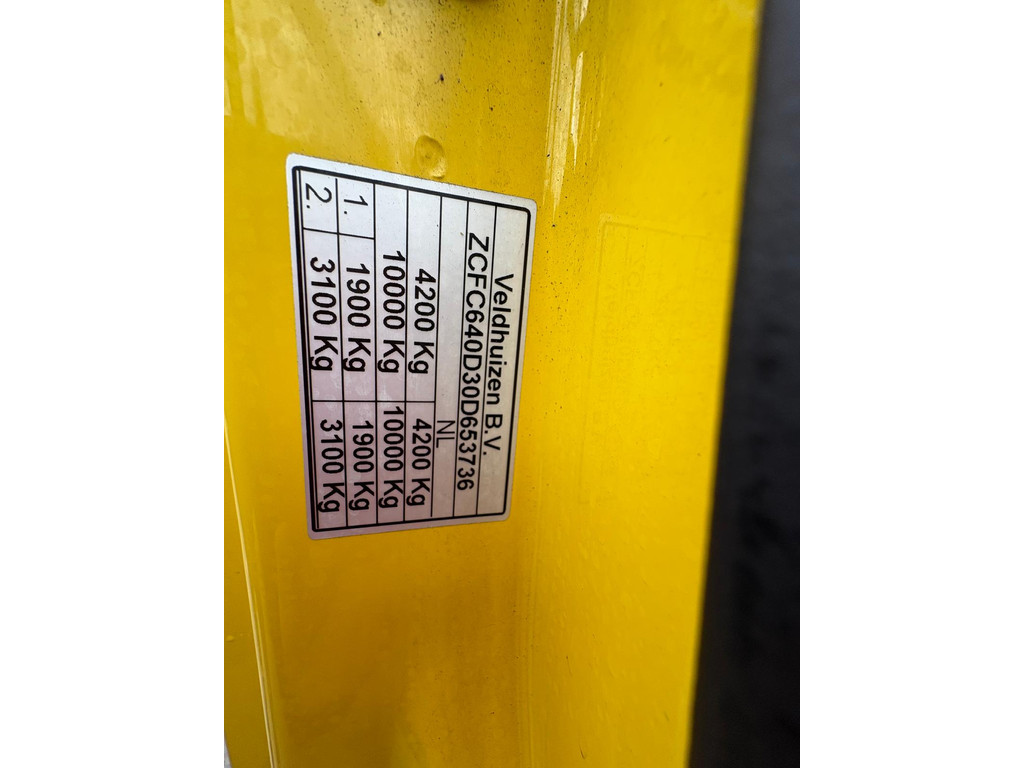 Veldhuizen B.V.
ZCFC640D30D653736
NL
4200 Kg 4200 Kg
10000 Kg 10000 Kg
1. 1900 Kg 1900 Kg
2. 3100 Kg 3100 Kg